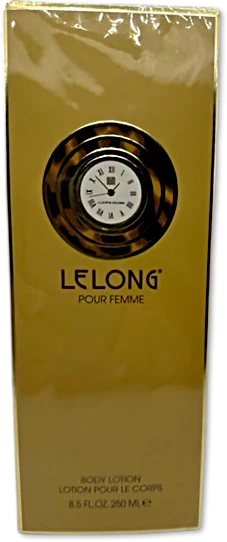 LELONG®
POUR FEMME
BODY LOTION
LOTION POUR LE CORPS
8.5 FL.OZ. 250 ML ℮